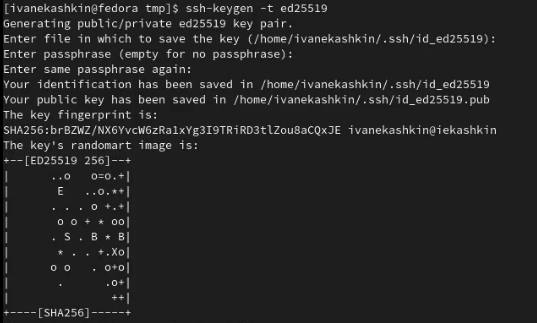 [ivanekashkin@fedora tmp]$ ssh-keygen -t ed25519
Generating public/private ed25519 key pair.
Enter file in which to save the key (/home/ivanekashkin/.ssh/id_ed25519):
Enter passphrase (empty for no passphrase):
Enter same passphrase again:
Your identification has been saved in /home/ivanekashkin/.ssh/id_ed25519
Your public key has been saved in /home/ivanekashkin/.ssh/id_ed25519.pub
The key fingerprint is:
SHA256:brBZWZ/NX6YvcW6zRa1xYg3I9TRiRD3tlZou8aCQxJE ivanekashkin@iekashkin
The key's randomart image is:
+--[ED25519 256]--+
|      ..o   o=o.+|
|       E   ..o.*+|
|      . . . o +.+|
|       o o + * oo|
|      . S . B * B|
|       * . . +.Xo|
|      o o   . o+o|
|       .      .o+|
|              ++|
+----[SHA256]-----+